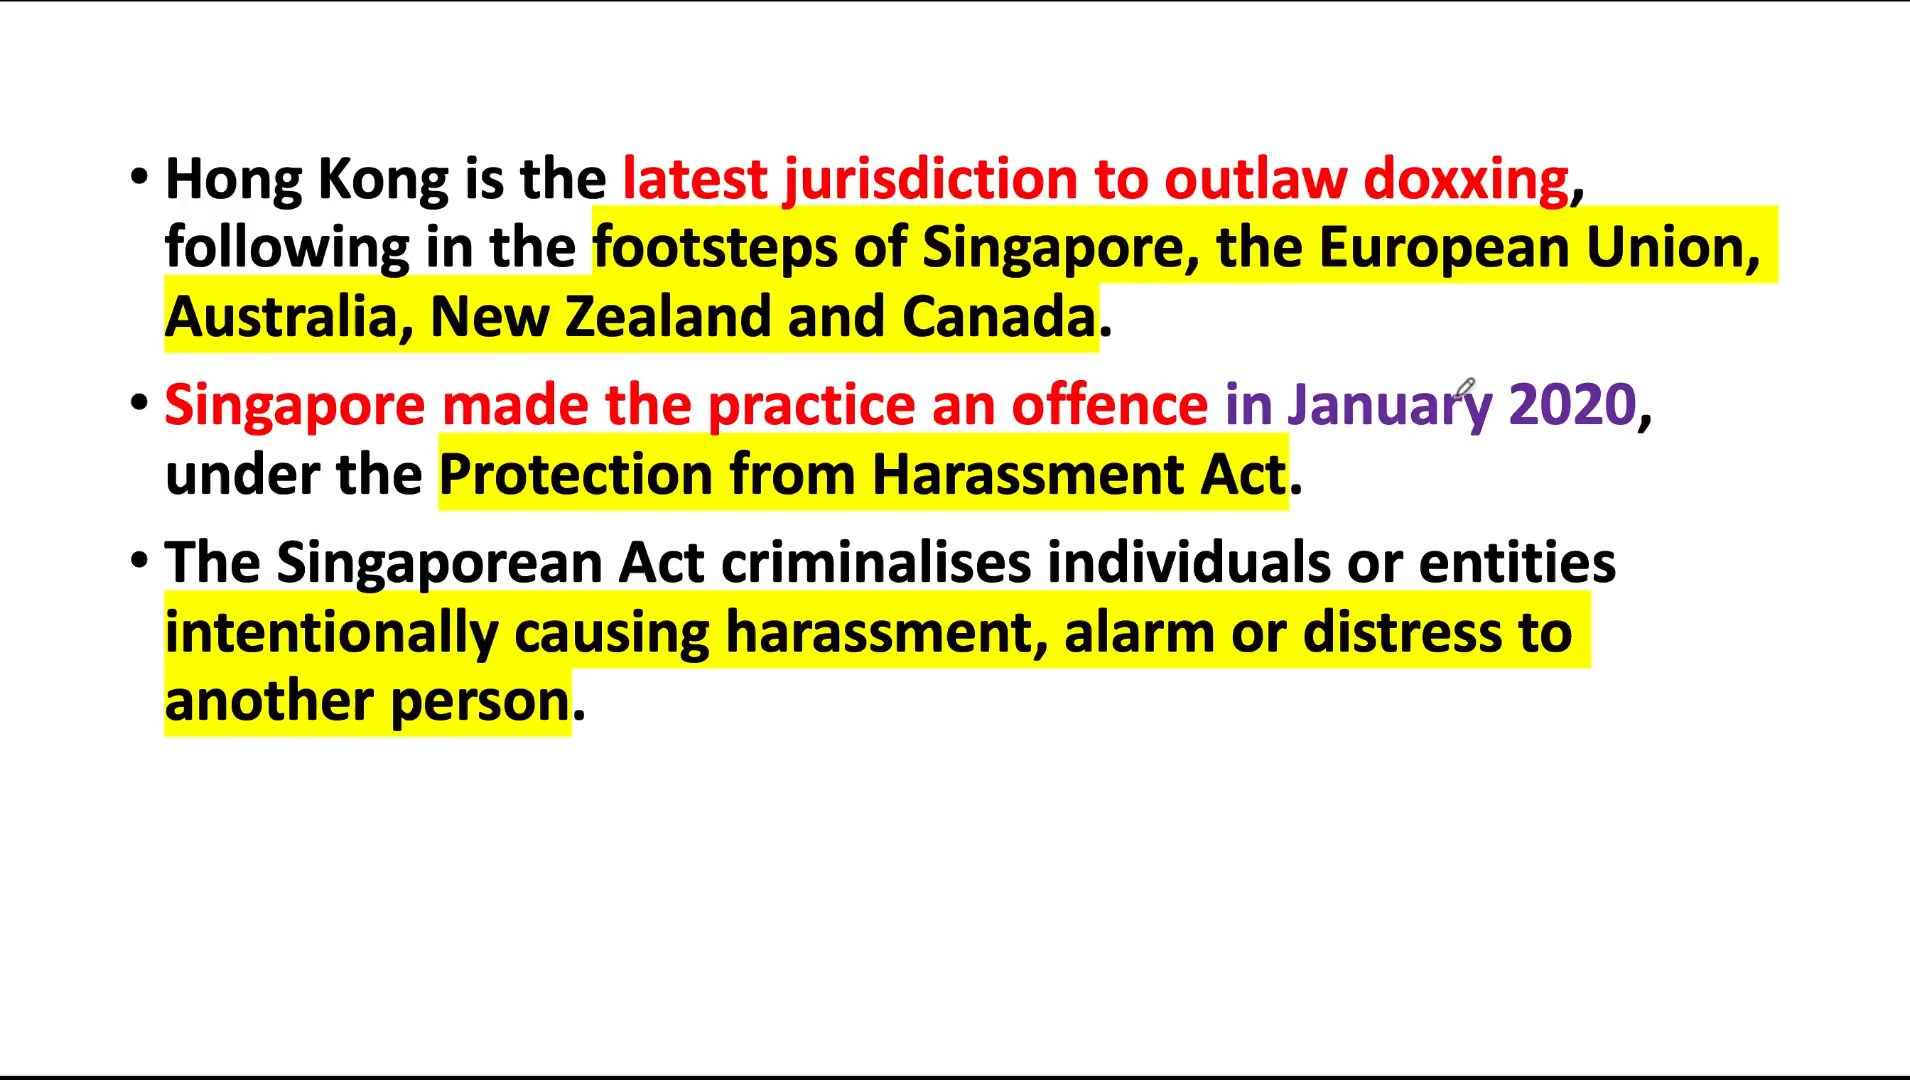 • Hong Kong is the latest jurisdiction to outlaw doxxing,
following in the footsteps of Singapore, the European Union,
Australia, New Zealand and Canada.
• Singapore made the practice an offence in January 2020,
under the Protection from Harassment Act.
• The Singaporean Act criminalises individuals or entities
intentionally causing harassment, alarm or distress to
another person.